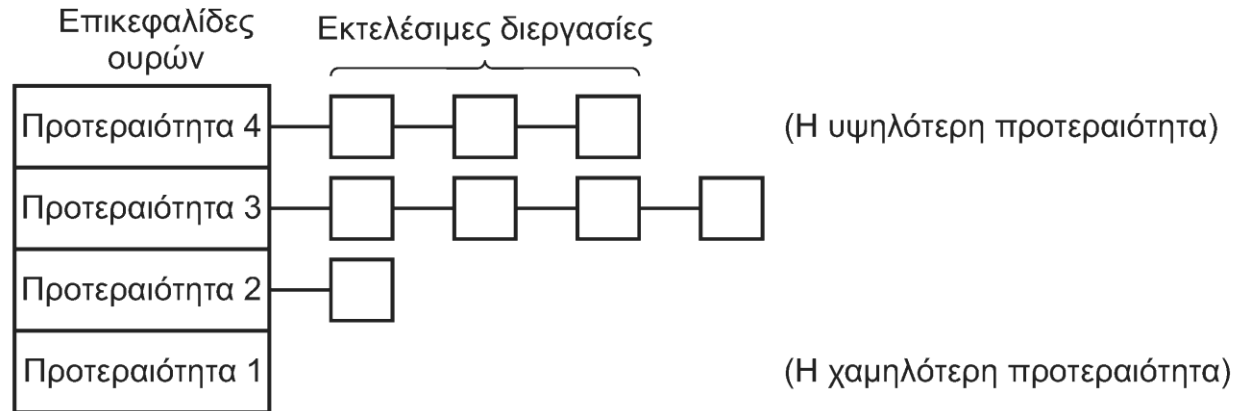 Επικεφαλίδες
ουρών
Εκτελέσιμες διεργασίες
Προτεραιότητα 4
(Η υψηλότερη προτεραιότητα)
Προτεραιότητα 3
Προτεραιότητα 2
Προτεραιότητα 1
(Η χαμηλότερη προτεραιότητα)